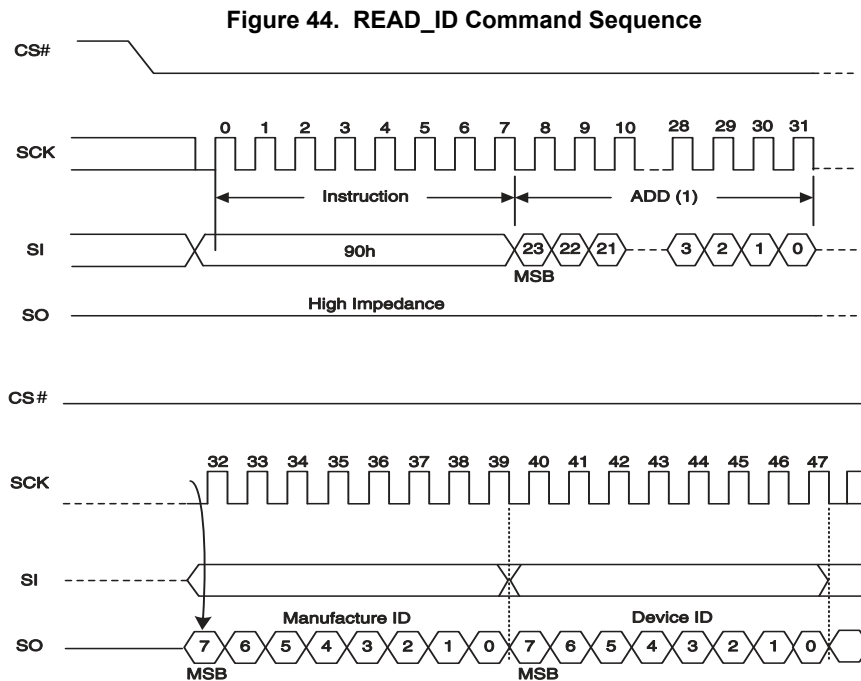 Figure 44. READ_ID Command Sequence
CS#
0 1 2 3 4 5 6 7 8 9 10 28 29 30 31
SCK
Instruction ADD (1)
SI 90h 23 22 21 3 2 1 0
MSB
High Impedance
SO
CS#
32 33 34 35 36 37 38 39 40 41 42 43 44 45 46 47
SCK
SI
Manufacture ID Device ID
SO 7 6 5 4 3 2 1 0 7 6 5 4 3 2 1 0
MSB MSB